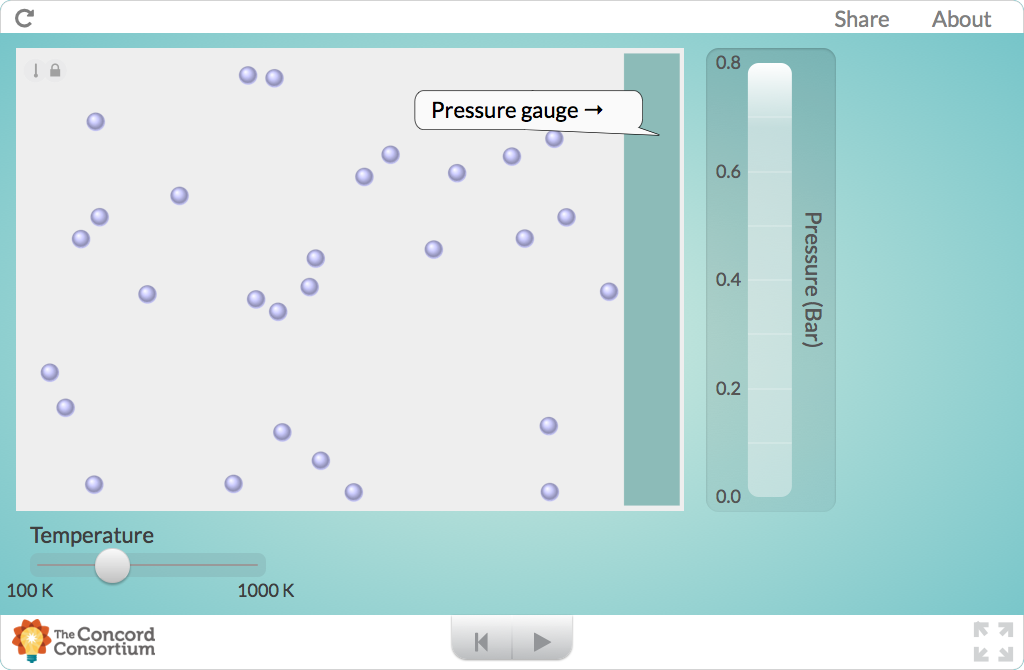 Share About
Pressure gauge →
0.8
0.6
0.4
0.2
0.0
Pressure (Bar)
Temperature
100 K
1000 K
The Concord
Consortium